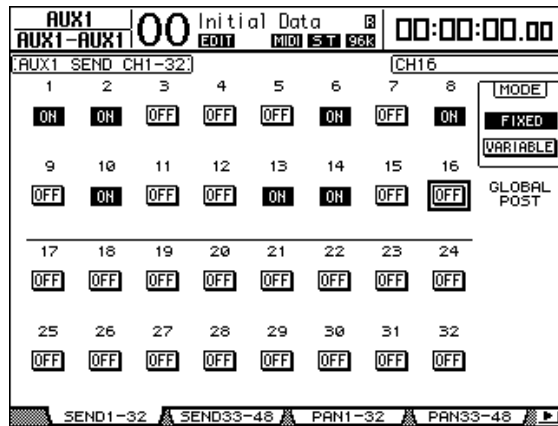 AUX1
AUX1-AUX1
00
Initial Data
EDIT MIDI ST 96k
R
00:00:00.00
AUX1 SEND CH1-32
CH16
1 2 3 4 5 6 7 8
ON ON OFF OFF OFF ON OFF ON
MODE
FIXED
VARIABLE
9 10 11 12 13 14 15 16
OFF ON OFF OFF ON ON OFF OFF
GLOBAL
POST
17 18 19 20 21 22 23 24
OFF OFF OFF OFF OFF OFF OFF OFF
25 26 27 28 29 30 31 32
OFF OFF OFF OFF OFF OFF OFF OFF
SEND1-32 SEND33-48 PAN1-32 PAN33-48